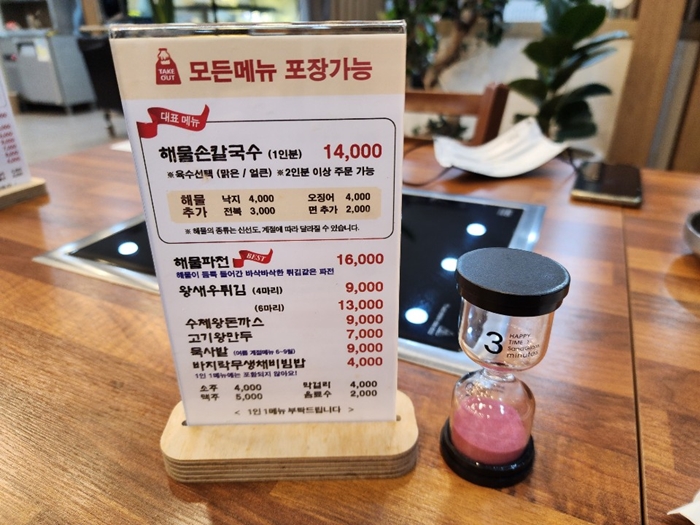 TAKE OUT
모든메뉴 포장가능
대표 메뉴
해물손칼국수 (1인분) 14,000
※육수선택 (맑은 / 얼큰) ※2인분 이상 주문 가능
해물 추가
낙지 4,000 오징어 4,000
전복 3,000 면 추가 2,000
※ 해물의 종류는 신선도, 계절에 따라 달라질 수 있습니다.
해물파전 BEST 16,000
해물이 듬뿍 들어간 바삭바삭한 튀김같은 파전
왕새우튀김 (4마리) 9,000
(6마리) 13,000
수제왕돈까스 9,000
고기왕만두 7,000
묵사발 (여름 계절메뉴 6~9월) 9,000
바지락무생채비빔밥 4,000
1인 1메뉴에는 포함되지 않아요!
소주 4,000 막걸리 4,000
맥주 5,000 음료수 2,000
< 1인 1메뉴 부탁드립니다 >
3
HAPPY
TIME
Sandglass
minutes